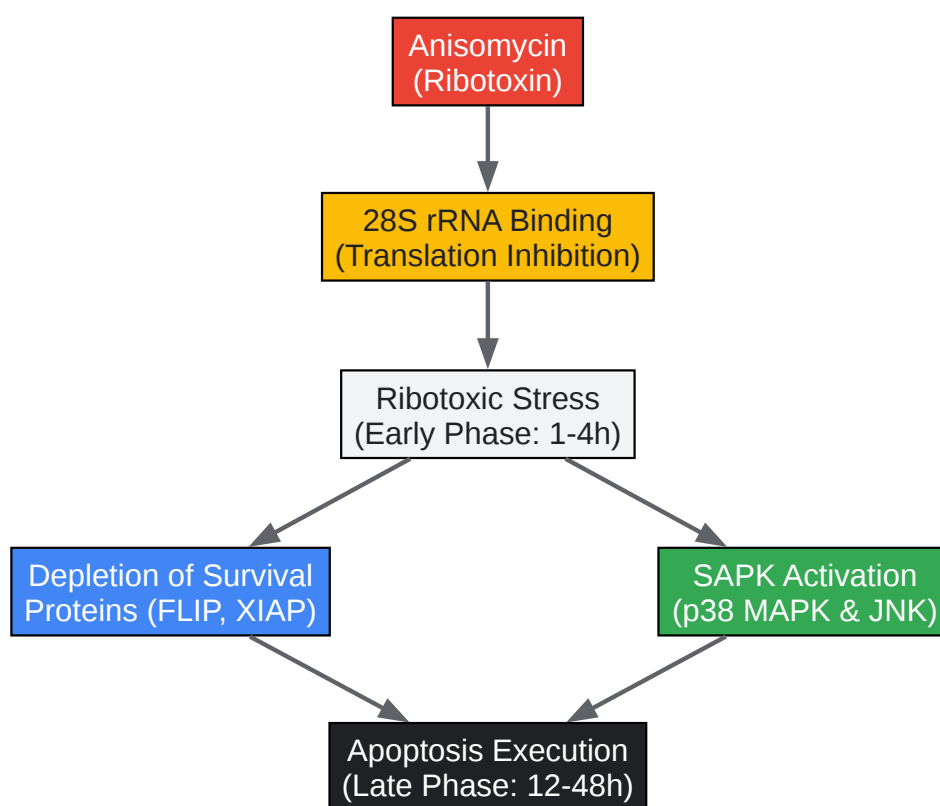 Anisomycin
(Ribotoxin)
28S rRNA Binding
(Translation Inhibition)
Ribotoxic Stress
(Early Phase: 1-4h)
Depletion of Survival
Proteins (FLIP, XIAP)
SAPK Activation
(p38 MAPK & JNK)
Apoptosis Execution
(Late Phase: 12-48h)